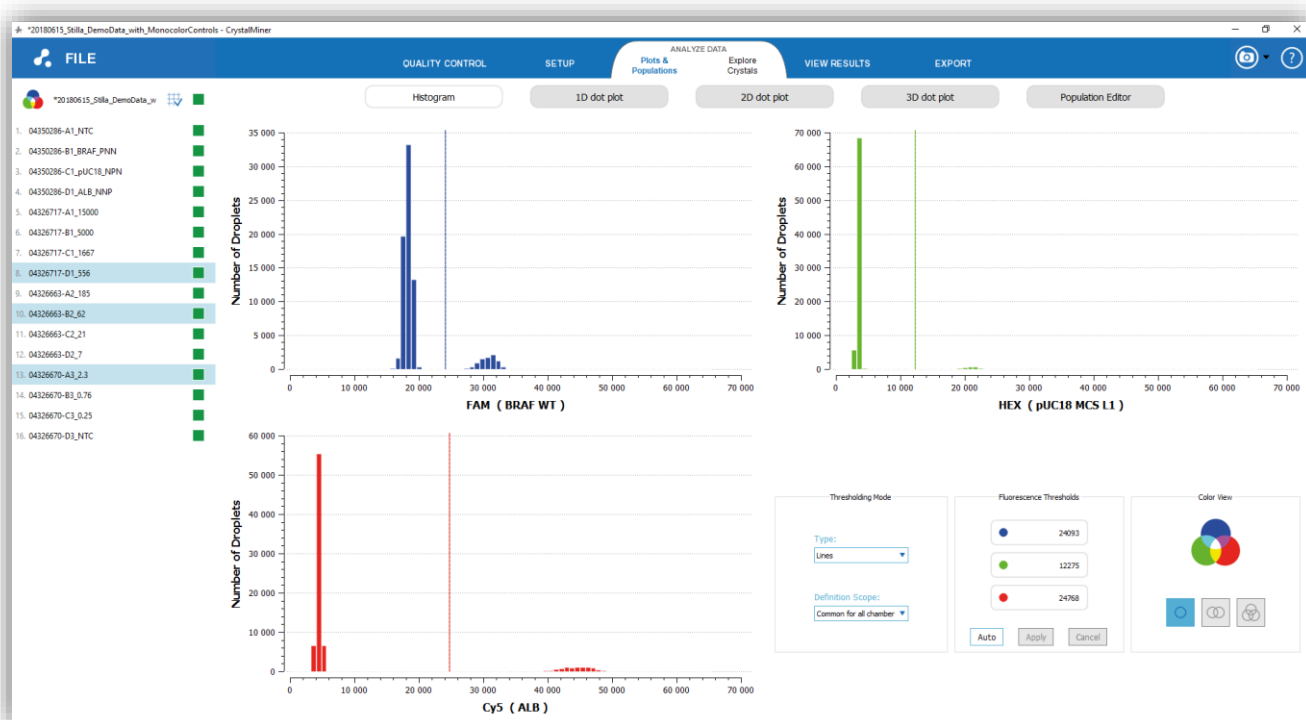 *20180615_Stilla_DemoData_with_MonocolorControls - CrystalMiner
FILE
QUALITY CONTROL
SETUP
ANALYZE DATA
Plots &
Populations
Explore
Crystals
VIEW RESULTS
EXPORT
?
*20180615_Stilla_DemoData_w
Histogram
1D dot plot
2D dot plot
3D dot plot
Population Editor
1. 04350286-A1_NTC
2. 04350286-B1_BRAF_PNN
3. 04350286-C1_pUC18_NPN
4. 04350286-D1_ALB_NNP
5. 04326717-A1_15000
6. 04326717-B1_5000
7. 04326717-C1_1667
8. 04326717-D1_556
9. 04326663-A2_185
10. 04326663-B2_62
11. 04326663-C2_21
12. 04326663-D2_7
13. 04326670-A3_2.3
14. 04326670-B3_0.76
15. 04326670-C3_0.25
16. 04326670-D3_NTC
Number of Droplets
35 000
30 000
25 000
20 000
15 000
10 000
5 000
0
0 10 000 20 000 30 000 40 000 50 000 60 000 70 000
FAM ( BRAF WT )
Number of Droplets
70 000
60 000
50 000
40 000
30 000
20 000
10 000
0
0 10 000 20 000 30 000 40 000 50 000 60 000 70 000
HEX ( pUC18 MCS L1 )
Number of Droplets
60 000
50 000
40 000
30 000
20 000
10 000
0
0 10 000 20 000 30 000 40 000 50 000 60 000 70 000
Cy5 ( ALB )
Thresholding Mode
Type:
Lines
Definition Scope:
Common for all chamber
Fluorescence Thresholds
24093
12275
24768
Auto
Apply
Cancel
Color View